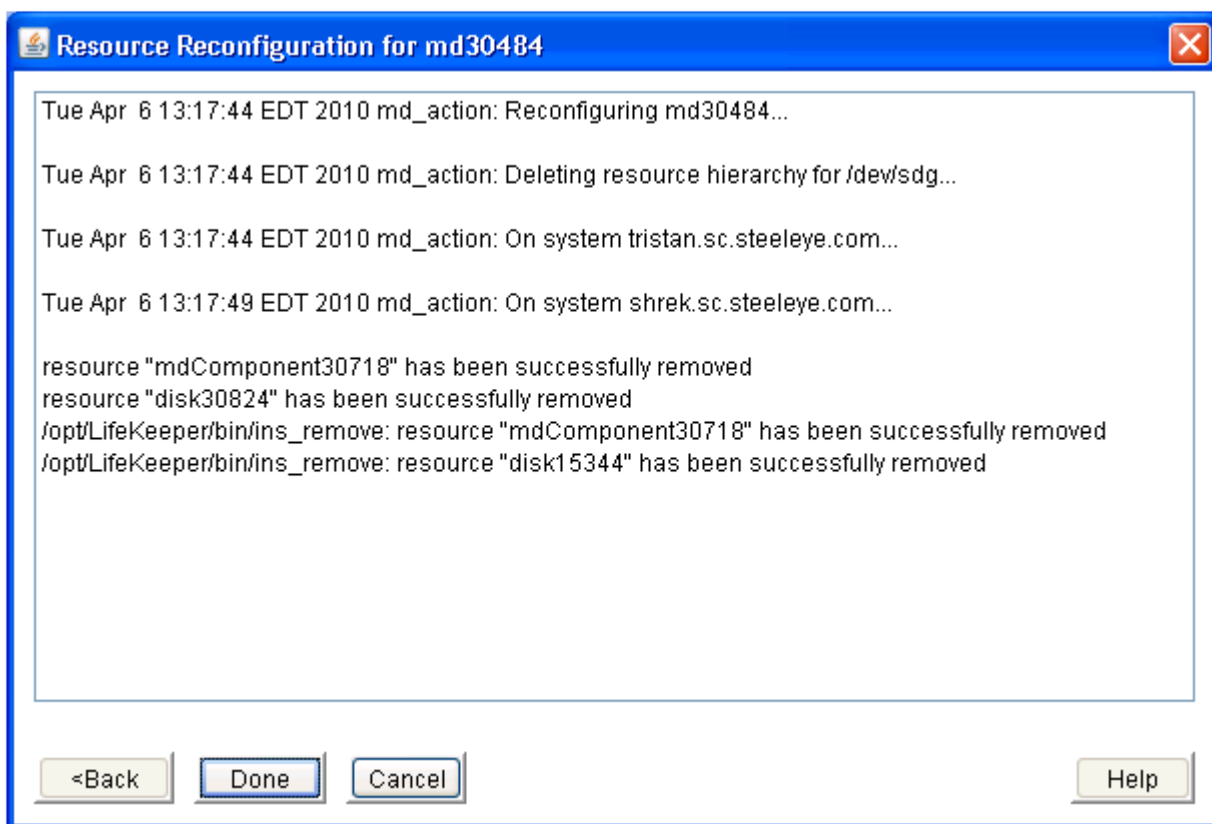 Resource Reconfiguration for md30484
Tue Apr  6 13:17:44 EDT 2010 md_action: Reconfiguring md30484...
Tue Apr  6 13:17:44 EDT 2010 md_action: Deleting resource hierarchy for /dev/sdg...
Tue Apr  6 13:17:44 EDT 2010 md_action: On system tristan.sc.steeleye.com...
Tue Apr  6 13:17:49 EDT 2010 md_action: On system shrek.sc.steeleye.com...
resource "mdComponent30718" has been successfully removed
resource "disk30824" has been successfully removed
/opt/LifeKeeper/bin/ins_remove: resource "mdComponent30718" has been successfully removed
/opt/LifeKeeper/bin/ins_remove: resource "disk15344" has been successfully removed
<Back Done Cancel Help